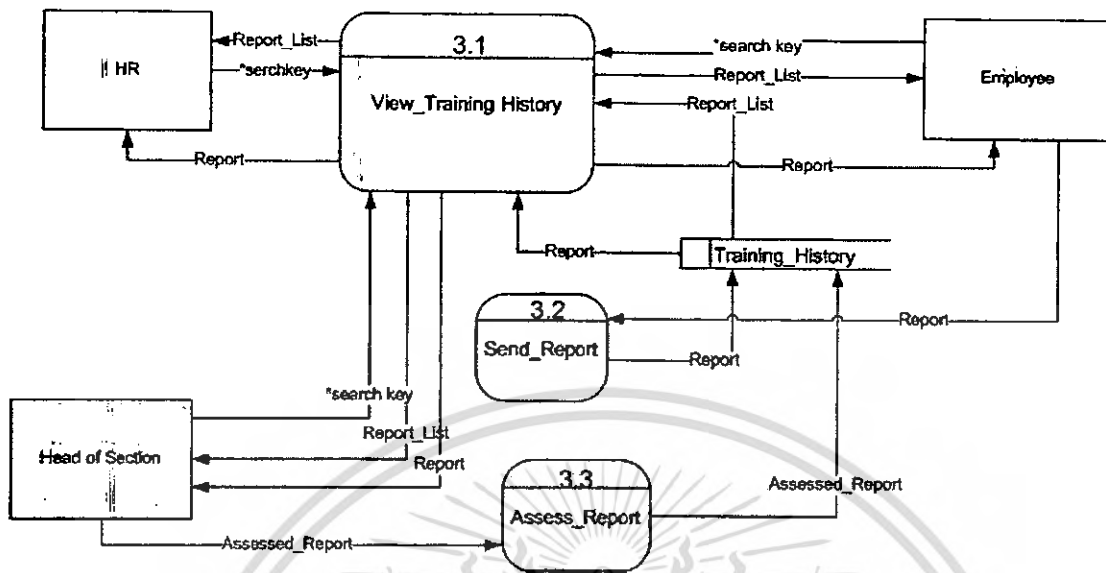 Report_List
3.1
*search key
HR
*serchkey
Report_List
Employee
View_Training History
Report_List
Report
Report
Report
Training_History
3.2
Report
Send_Report
Report
*search key
Report_List
Head of Section
Report
3.3
Assessed_Report
Assess_Report
Assessed_Report